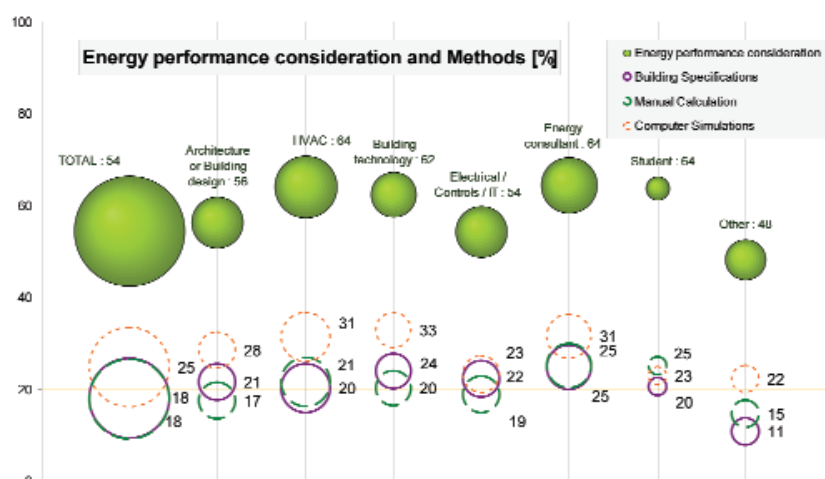 100
Energy performance consideration and Methods [%]
Energy performance consideration
Building Specifications
Manual Calculation
Computer Simulations
80
60
40
20
0
TOTAL : 54
Architecture
or Building
design : 56
HVAC : 64
Building
technology : 62
Electrical /
Controls / IT : 54
Energy
consultant : 64
Student : 64
Other : 48
25
18
18
28
21
17
31
21
20
33
24
20
23
22
19
31
25
25
25
23
20
22
15
11